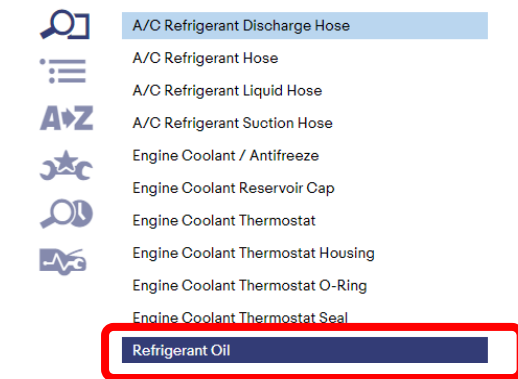 A/C Refrigerant Discharge Hose
A/C Refrigerant Hose
A/C Refrigerant Liquid Hose
A/C Refrigerant Suction Hose
A Z
Engine Coolant / Antifreeze
Engine Coolant Reservoir Cap
Engine Coolant Thermostat
Engine Coolant Thermostat Housing
Engine Coolant Thermostat O-Ring
Engine Coolant Thermostat Seal
Refrigerant Oil